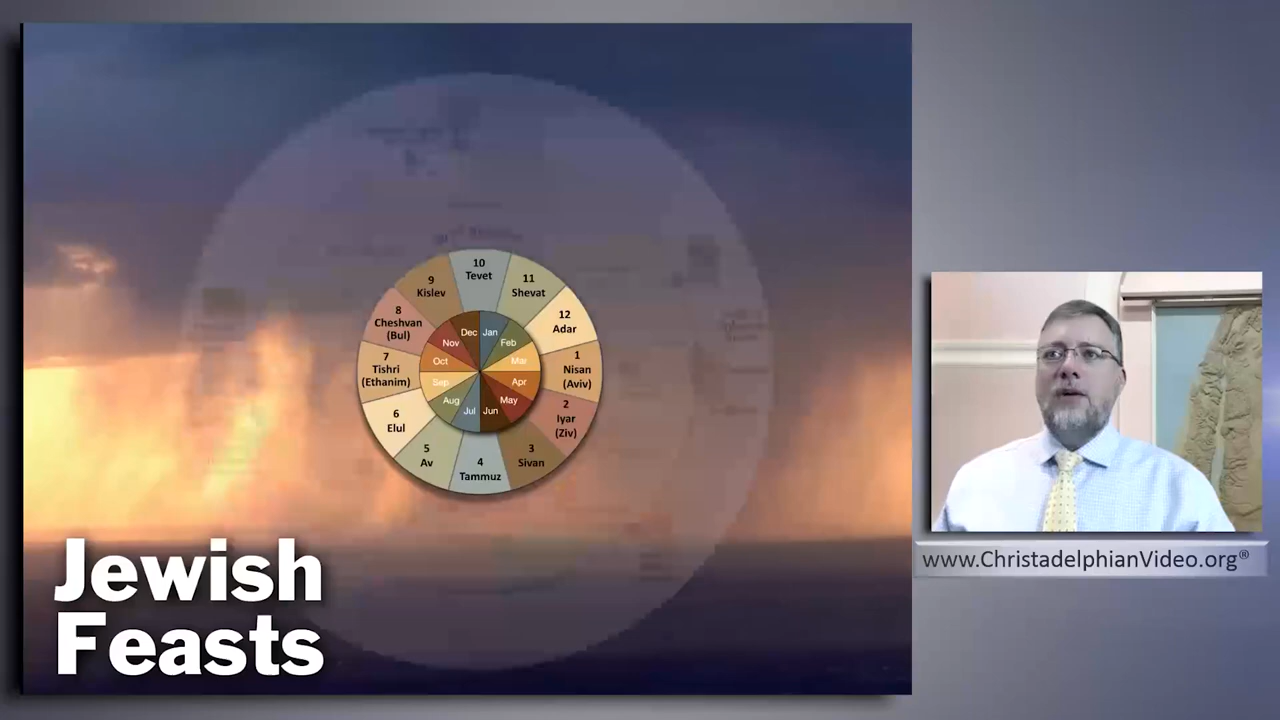 10
Tevet
11
Shevat
12
Adar
1
Nisan
(Aviv)
2
Iyar
(Ziv)
3
Sivan
4
Tammuz
5
Av
6
Elul
7
Tishri
(Ethanim)
8
Cheshvan
(Bul)
9
Kislev
Jan
Feb
Mar
Apr
May
Jun
Jul
Aug
Sep
Oct
Nov
Dec
Jewish
Feasts
www.ChristadelphianVideo.org®